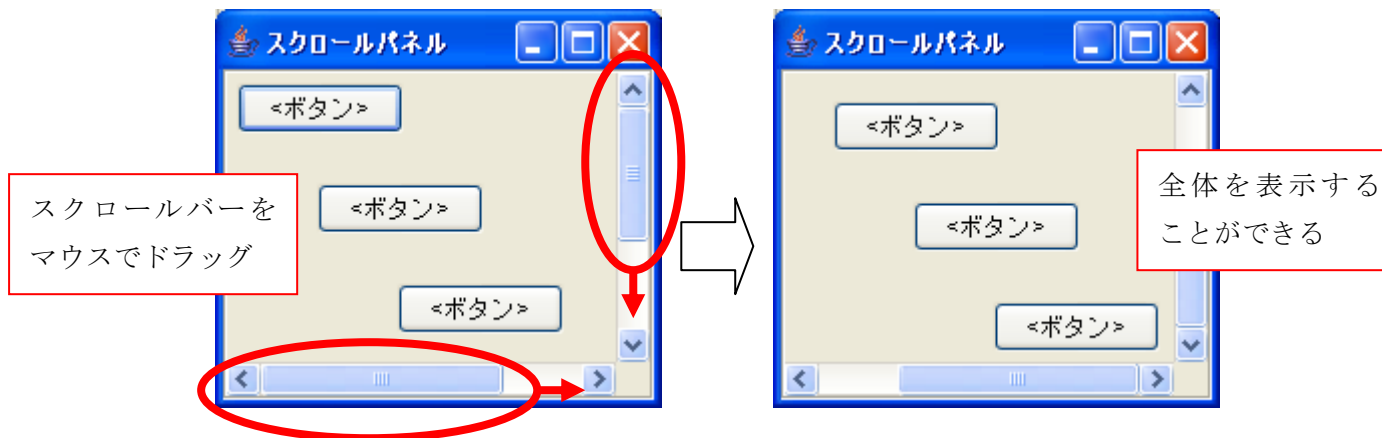 スクロールパネル
<ボタン>
<ボタン>
<ボタン>
スクロールバーを
マウスでドラッグ
スクロールパネル
<ボタン>
<ボタン>
<ボタン>
全体を表示する
ことができる